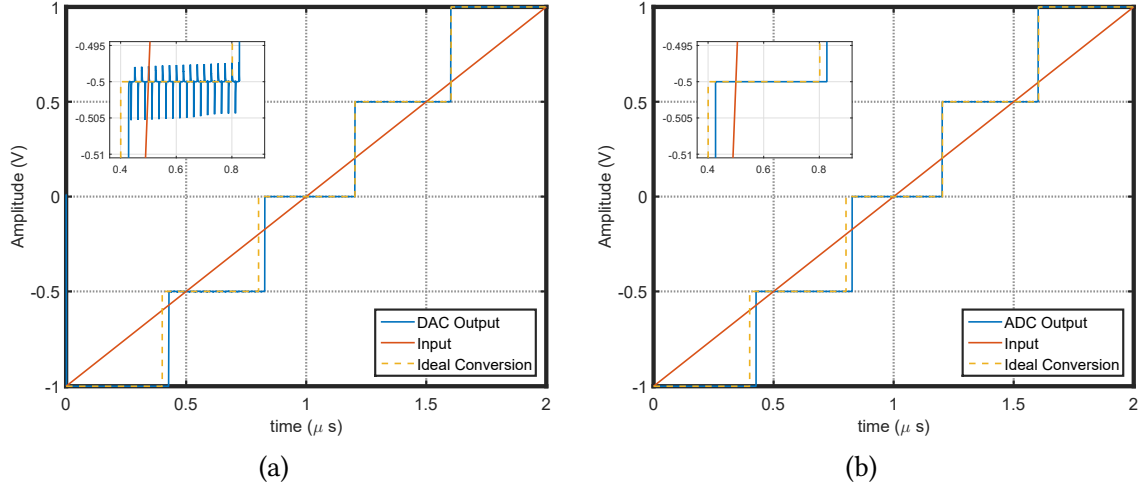 1
0.5
0
-0.5
-1
Amplitude (V)
-0.495
-0.5
-0.505
-0.51
0.4
0.6
0.8
DAC Output
Input
Ideal Conversion
0
0.5
1
1.5
2
time (μ s)
(a)
1
0.5
0
-0.5
-1
Amplitude (V)
-0.495
-0.5
-0.505
-0.51
0.4
0.6
0.8
ADC Output
Input
Ideal Conversion
0
0.5
1
1.5
2
time (μ s)
(b)